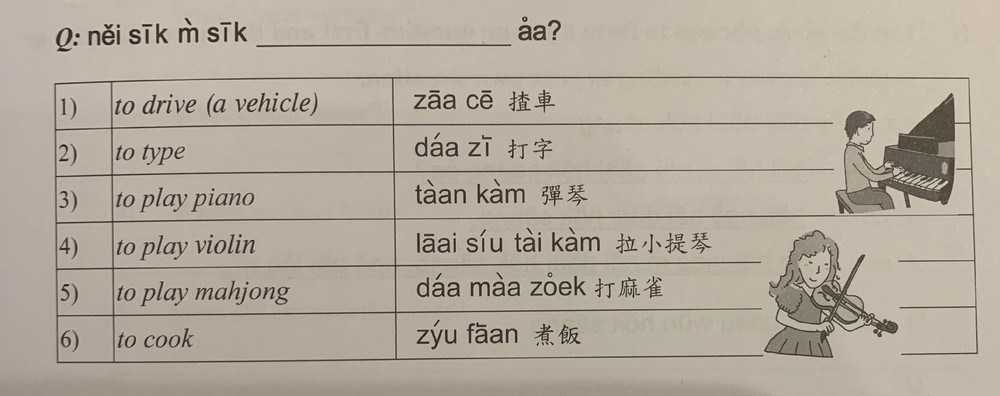 Q: něi sīk m̀ sīk ____________________ åa?
1) to drive (a vehicle) zāa cē 揸車
2) to type dáa zī 打字
3) to play piano tàan kàm 彈琴
4) to play violin lāai síu tài kàm 拉小提琴
5) to play mahjong dáa màa zo̊ek 打麻雀
6) to cook zýu fāan 煮飯